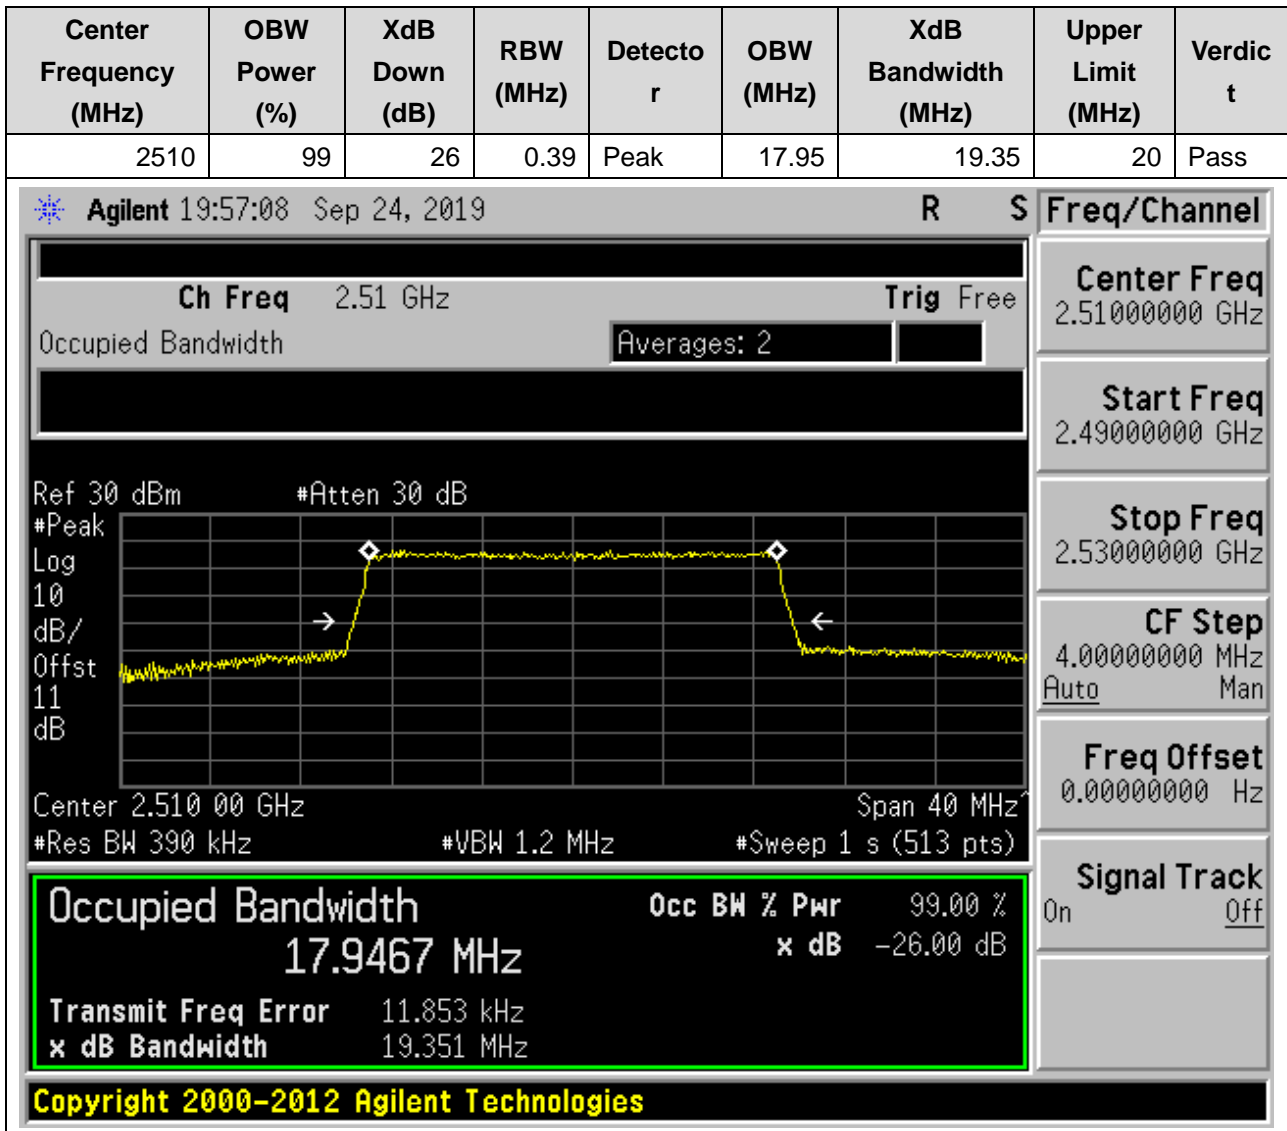 Center Frequency (MHz) OBW Power (%) XdB Down (dB) RBW (MHz) Detecto r OBW (MHz) XdB Bandwidth (MHz) Upper Limit (MHz) Verdic t
2510 99 26 0.39 Peak 17.95 19.35 20 Pass
Agilent 19:57:08 Sep 24, 2019 R S
Ch Freq 2.51 GHz Trig Free
Occupied Bandwidth Averages: 2
Ref 30 dBm #Atten 30 dB
#Peak
Log
10
dB/
Offst
11
dB
Center 2.510 00 GHz Span 40 MHz^
#Res BW 390 kHz #VBW 1.2 MHz #Sweep 1 s (513 pts)
Occupied Bandwidth Occ BW % Pwr 99.00 %
17.9467 MHz x dB -26.00 dB
Transmit Freq Error 11.853 kHz
x dB Bandwidth 19.351 MHz
Freq/Channel
Center Freq
2.51000000 GHz
Start Freq
2.49000000 GHz
Stop Freq
2.53000000 GHz
CF Step
4.00000000 MHz
Auto Man
Freq Offset
0.00000000 Hz
Signal Track
On Off
Copyright 2000-2012 Agilent Technologies